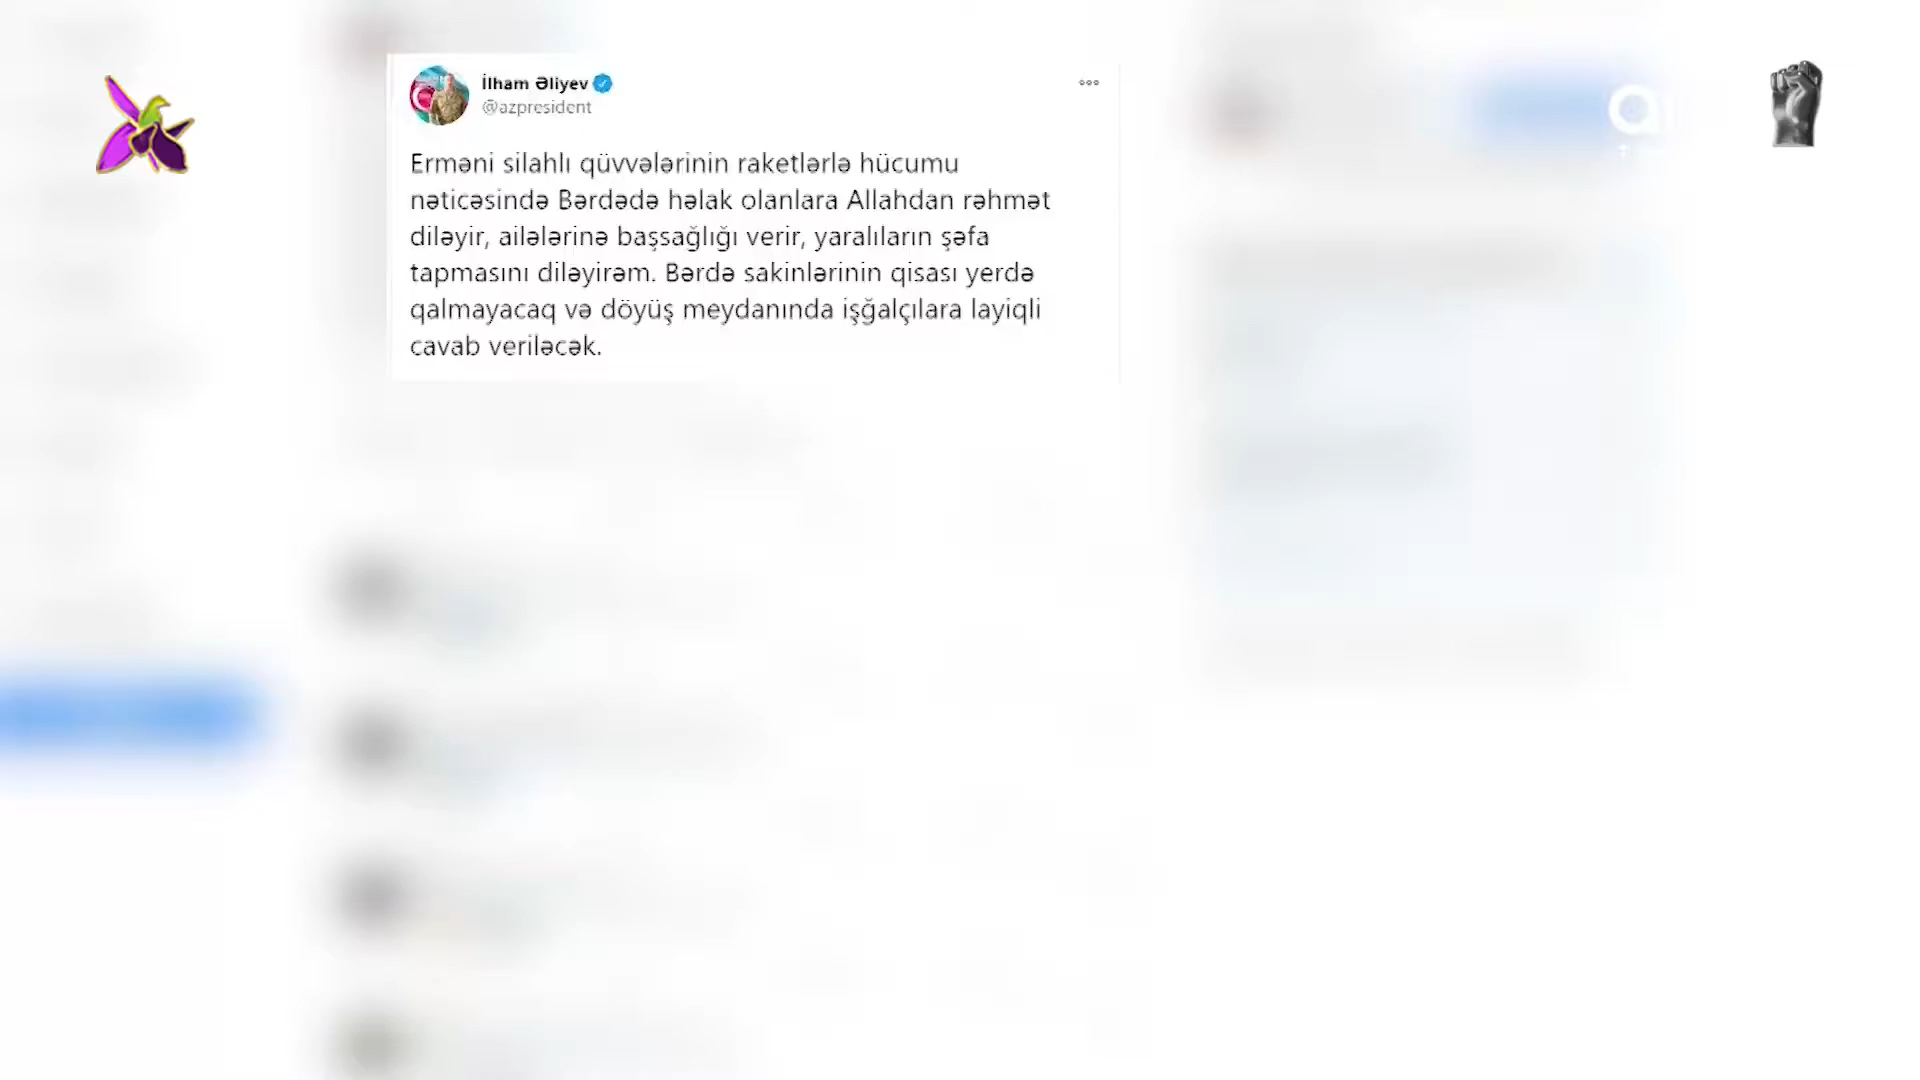 İlham Əliyev
@azpresident
Erməni silahlı qüvvələrinin raketlərlə hücumu
nəticəsində Bərdədə həlak olanlara Allahdan rəhmət
diləyir, ailələrinə başsağlığı verir, yaralıların şəfa
tapmasını diləyirəm. Bərdə sakinlərinin qisası yerdə
qalmayacaq və döyüş meydanında işğalçılara layiqli
cavab veriləcək.